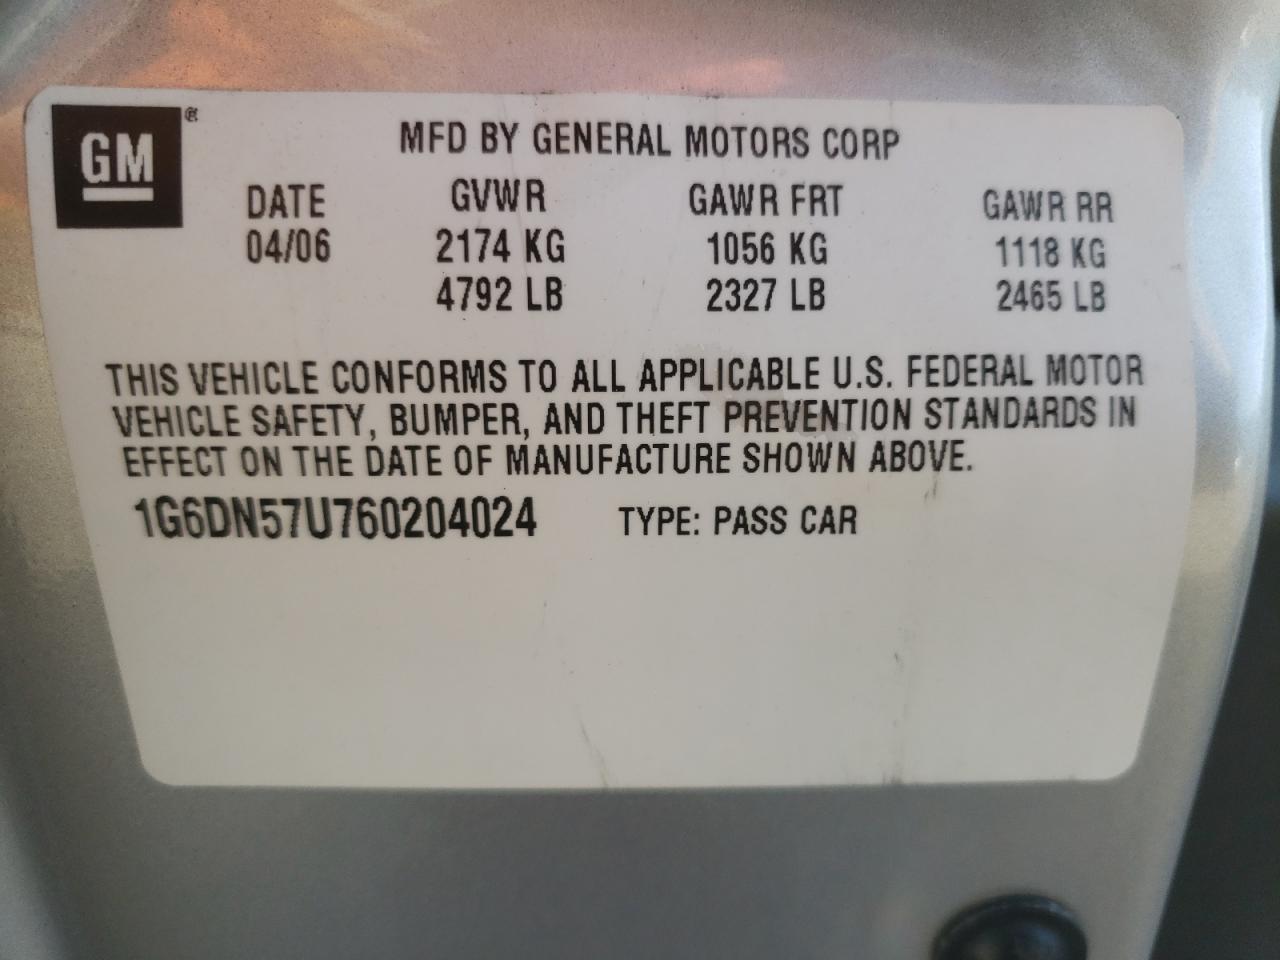 GM®
MFD BY GENERAL MOTORS CORP
DATE GVWR GAWR FRT GAWR RR
04/06 2174 KG 1056 KG 1118 KG
4792 LB 2327 LB 2465 LB
THIS VEHICLE CONFORMS TO ALL APPLICABLE U.S. FEDERAL MOTOR
VEHICLE SAFETY, BUMPER, AND THEFT PREVENTION STANDARDS IN
EFFECT ON THE DATE OF MANUFACTURE SHOWN ABOVE.
1G6DN57U760204024 TYPE: PASS CAR